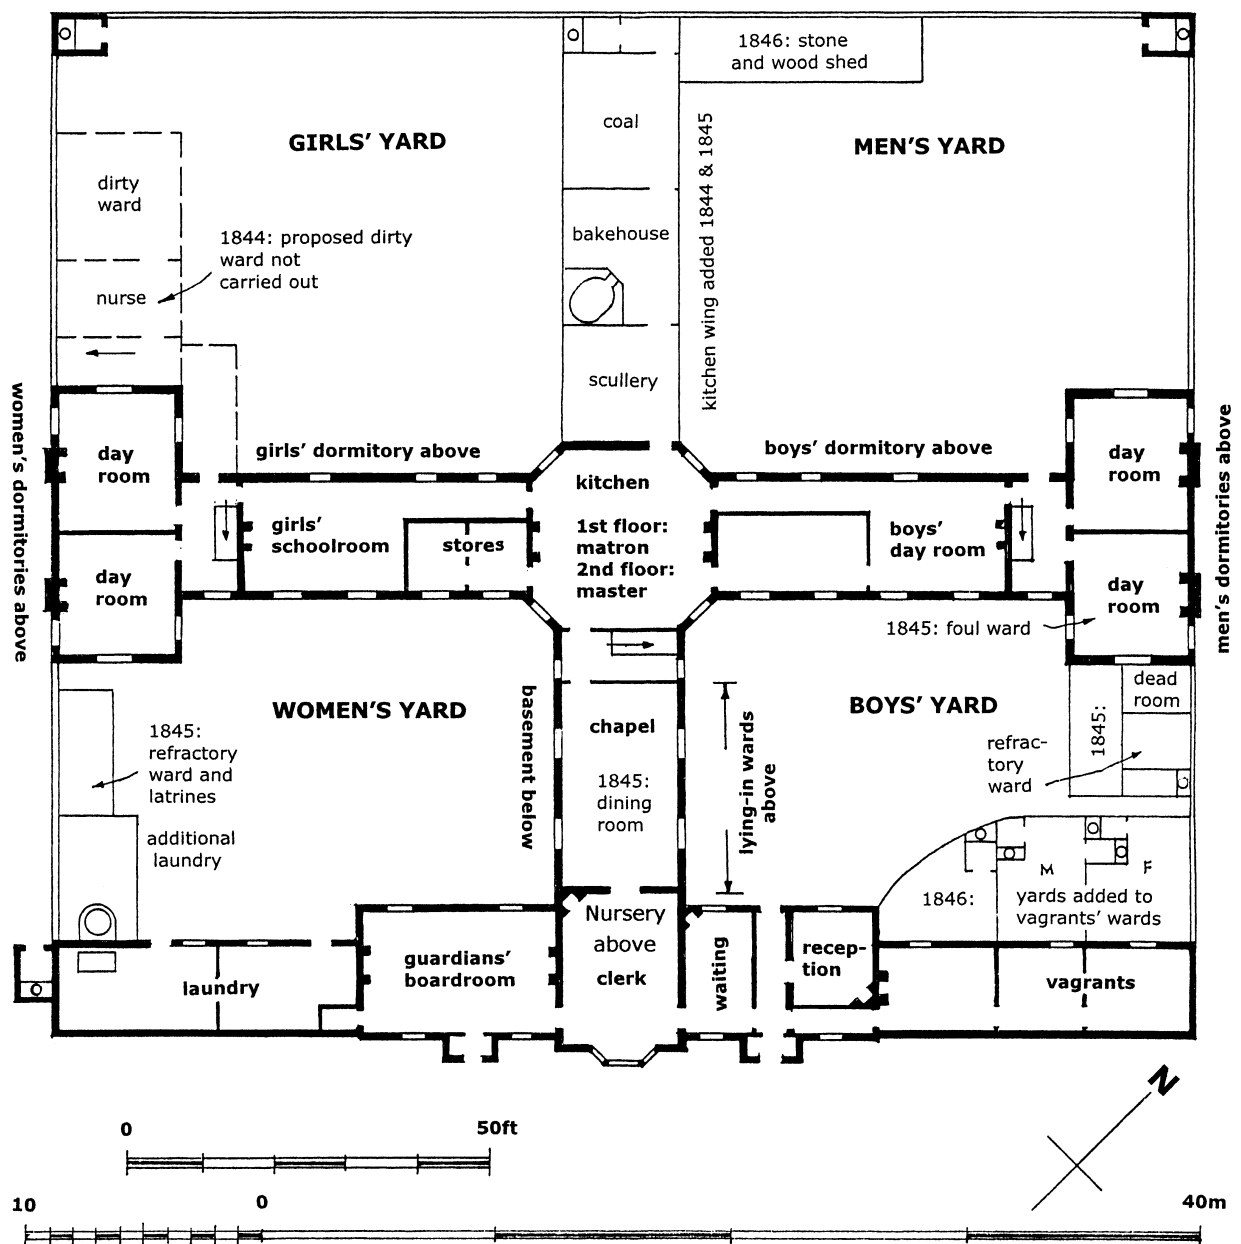 1846: stone
and wood shed
coal
GIRLS' YARD
MEN'S YARD
kitchen wing added 1844 & 1845
dirty
ward
bakehouse
1844: proposed dirty
ward not
carried out
nurse
scullery
women's dormitories above
men's dormitories above
girls' dormitory above
boys' dormitory above
day
room
day
room
kitchen
girls'
schoolroom
stores
1st floor:
matron
2nd floor:
master
boys'
day room
day
room
day
room
1845: foul ward
dead
room
WOMEN'S YARD
basement below
chapel
BOYS' YARD
lying-in wards
above
1845:
1845:
refractory
ward and
latrines
refrac-
tory
ward
1845:
dining
room
additional
laundry
M
F
1846:
yards added to
vagrants' wards
Nursery
above
clerk
guardians'
boardroom
waiting
recep-
tion
laundry
vagrants
N
0
50ft
10
0
40m